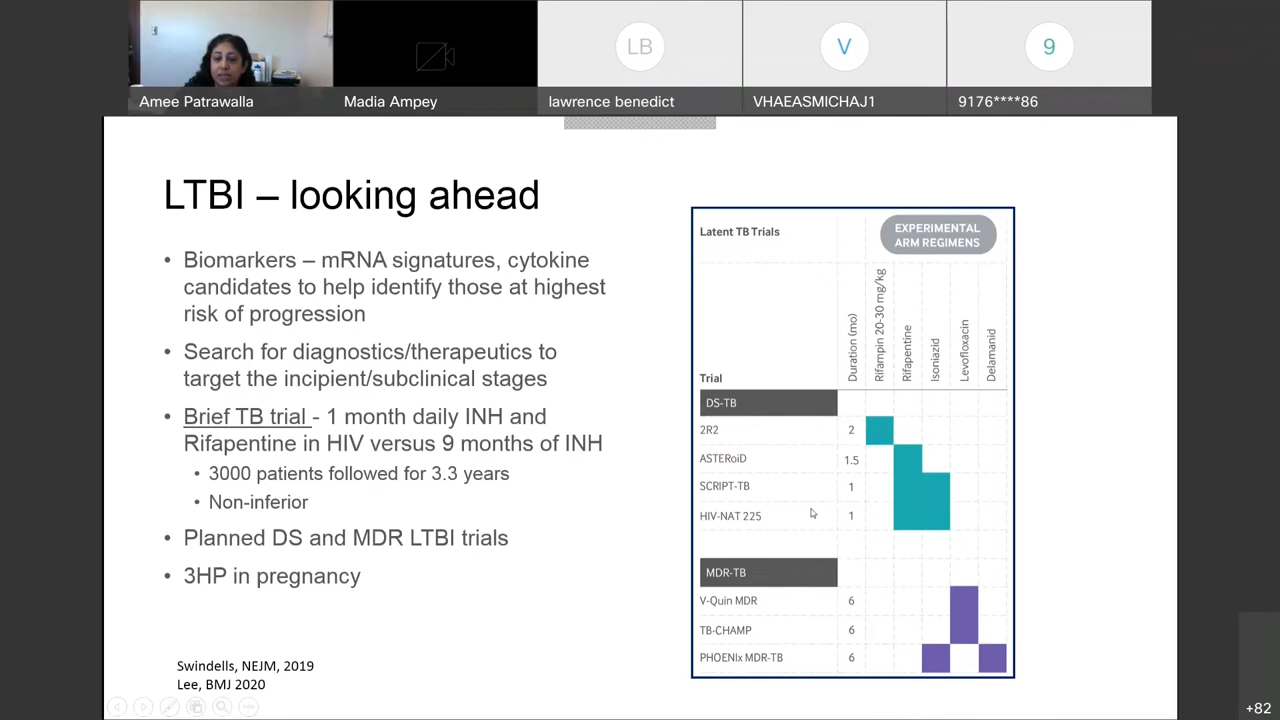 LB
V
9
Amee Patrawalla
Madia Ampey
lawrence benedict
VHAEASMICHAJ1
9176****86
LTBI – looking ahead
• Biomarkers – mRNA signatures, cytokine
candidates to help identify those at highest
risk of progression
• Search for diagnostics/therapeutics to
target the incipient/subclinical stages
• Brief TB trial - 1 month daily INH and
Rifapentine in HIV versus 9 months of INH
• 3000 patients followed for 3.3 years
• Non-inferior
• Planned DS and MDR LTBI trials
• 3HP in pregnancy
Swindells, NEJM, 2019
Lee, BMJ 2020
Latent TB Trials
EXPERIMENTAL
ARM REGIMENS
Trial
Duration (mo)
Rifampin 20-30 mg/kg
Rifapentine
Isoniazid
Levofloxacin
Delamanid
DS-TB
2R2 2
ASTERoiD 1.5
SCRIPT-TB 1
HIV-NAT 225 1
MDR-TB
V-Quin MDR 6
TB-CHAMP 6
PHOENIx MDR-TB 6
+82